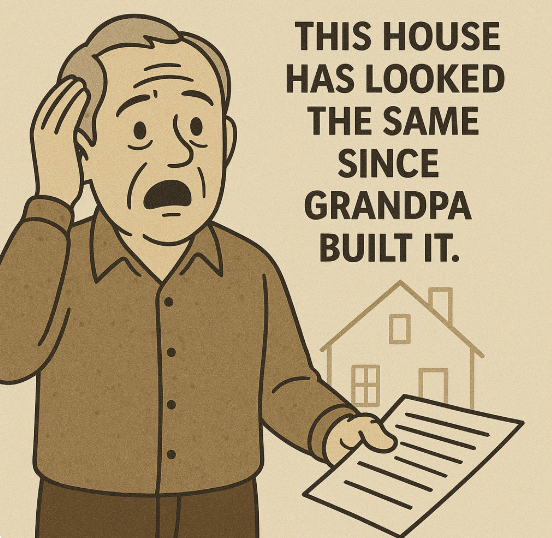 THIS HOUSE
HAS LOOKED
THE SAME
SINCE
GRANDPA
BUILT IT.